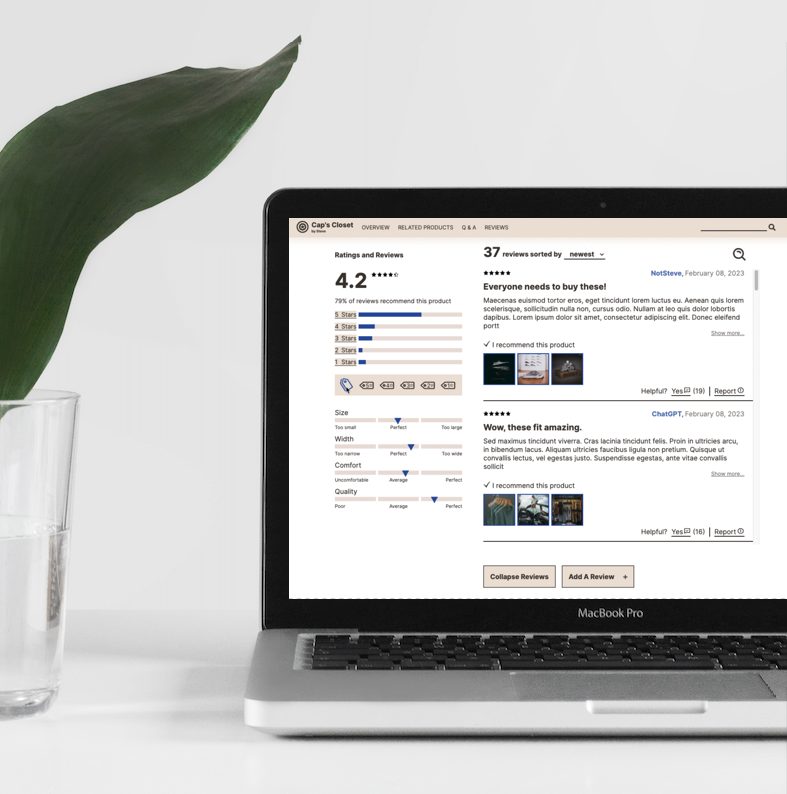 Cap's Closet
by Steve
OVERVIEW RELATED PRODUCTS Q & A REVIEWS
Ratings and Reviews
4.2
79% of reviews recommend this product
5 Stars
4 Stars
3 Stars
2 Stars
1 Stars
Size
Too small Perfect Too large
Width
Too narrow Perfect Too wide
Comfort
Uncomfortable Average Perfect
Quality
Poor Average Perfect
37 reviews sorted by newest
NotSteve, February 08, 2023
Everyone needs to buy these!
Maecenas euismod tortor eros, eget tincidunt lorem luctus eu. Aenean quis lorem
scelerisque, sollicitudin nulla non, cursus odio. Nullam at leo quis dolor lobortis
dapibus. Lorem ipsum dolor sit amet, consectetur adipiscing elit. Donec eleifend
portt
Show more...
✓ I recommend this product
Helpful? Yes (19) | Report
ChatGPT, February 08, 2023
Wow, these fit amazing.
Sed maximus tincidunt viverra. Cras lacinia tincidunt felis. Proin in ultricies arcu,
in bibendum lacus. Aliquam ultricies faucibus ligula non pretium. Quisque ut
convallis lectus, vel egestas justo. Suspendisse egestas, ante vitae convallis
sollicit
Show more...
✓ I recommend this product
Helpful? Yes (16) | Report
Collapse Reviews Add A Review +
MacBook Pro